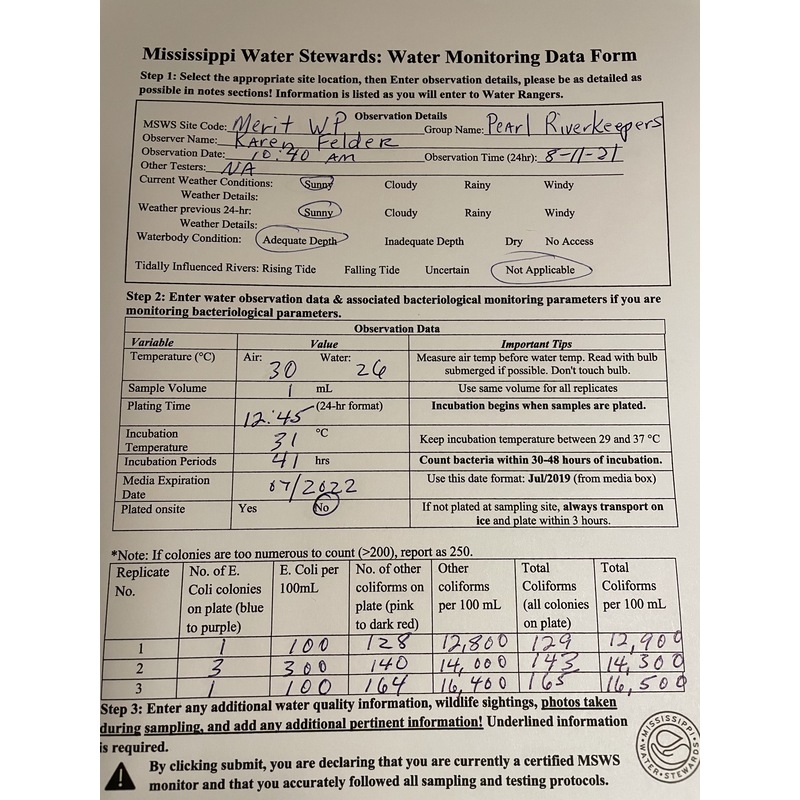 Mississippi Water Stewards: Water Monitoring Data Form
Step 1: Select the appropriate site location, then Enter observation details, please be as detailed as
possible in notes sections! Information is listed as you will enter to Water Rangers.
Observation Details
MSWS Site Code: Merit WP Group Name: Pearl Riverkeepers
Observer Name: Karen Felder
Observation Date: 10:40 AM Observation Time (24hr): 8-11-21
Other Testers: NA
Current Weather Conditions: Sunny Cloudy Rainy Windy
Weather Details:
Weather previous 24-hr: Sunny Cloudy Rainy Windy
Weather Details:
Waterbody Condition: Adequate Depth Inadequate Depth Dry No Access
Tidally Influenced Rivers: Rising Tide Falling Tide Uncertain Not Applicable
Step 2: Enter water observation data & associated bacteriological monitoring parameters if you are
monitoring bacteriological parameters.
Observation Data
Variable Value Important Tips
Temperature (°C) Air: 30 Water: 26 Measure air temp before water temp. Read with bulb
submerged if possible. Don't touch bulb.
Sample Volume 1 mL Use same volume for all replicates
Plating Time 12:45 (24-hr format) Incubation begins when samples are plated.
Incubation
Temperature 31 °C Keep incubation temperature between 29 and 37 °C
Incubation Periods 41 hrs Count bacteria within 30-48 hours of incubation.
Media Expiration
Date 07/2022 Use this date format: Jul/2019 (from media box)
Plated onsite Yes No If not plated at sampling site, always transport on
ice and plate within 3 hours.
*Note: If colonies are too numerous to count (>200), report as 250.
Replicate No. of E. E. Coli per No. of other Other Total Total
No. Coli colonies 100mL coliforms on coliforms Coliforms Coliforms
on plate (blue plate (pink per 100 mL (all colonies per 100 mL
to purple) to dark red) on plate)
1 1 100 128 12,800 129 12,900
2 3 300 140 14,000 143 14,300
3 1 100 164 16,400 165 16,500
Step 3: Enter any additional water quality information, wildlife sightings, photos taken
during sampling, and add any additional pertinent information! Underlined information
is required.
By clicking submit, you are declaring that you are currently a certified MSWS
monitor and that you accurately followed all sampling and testing protocols.
MISSISSIPPI WATER STEWARDS